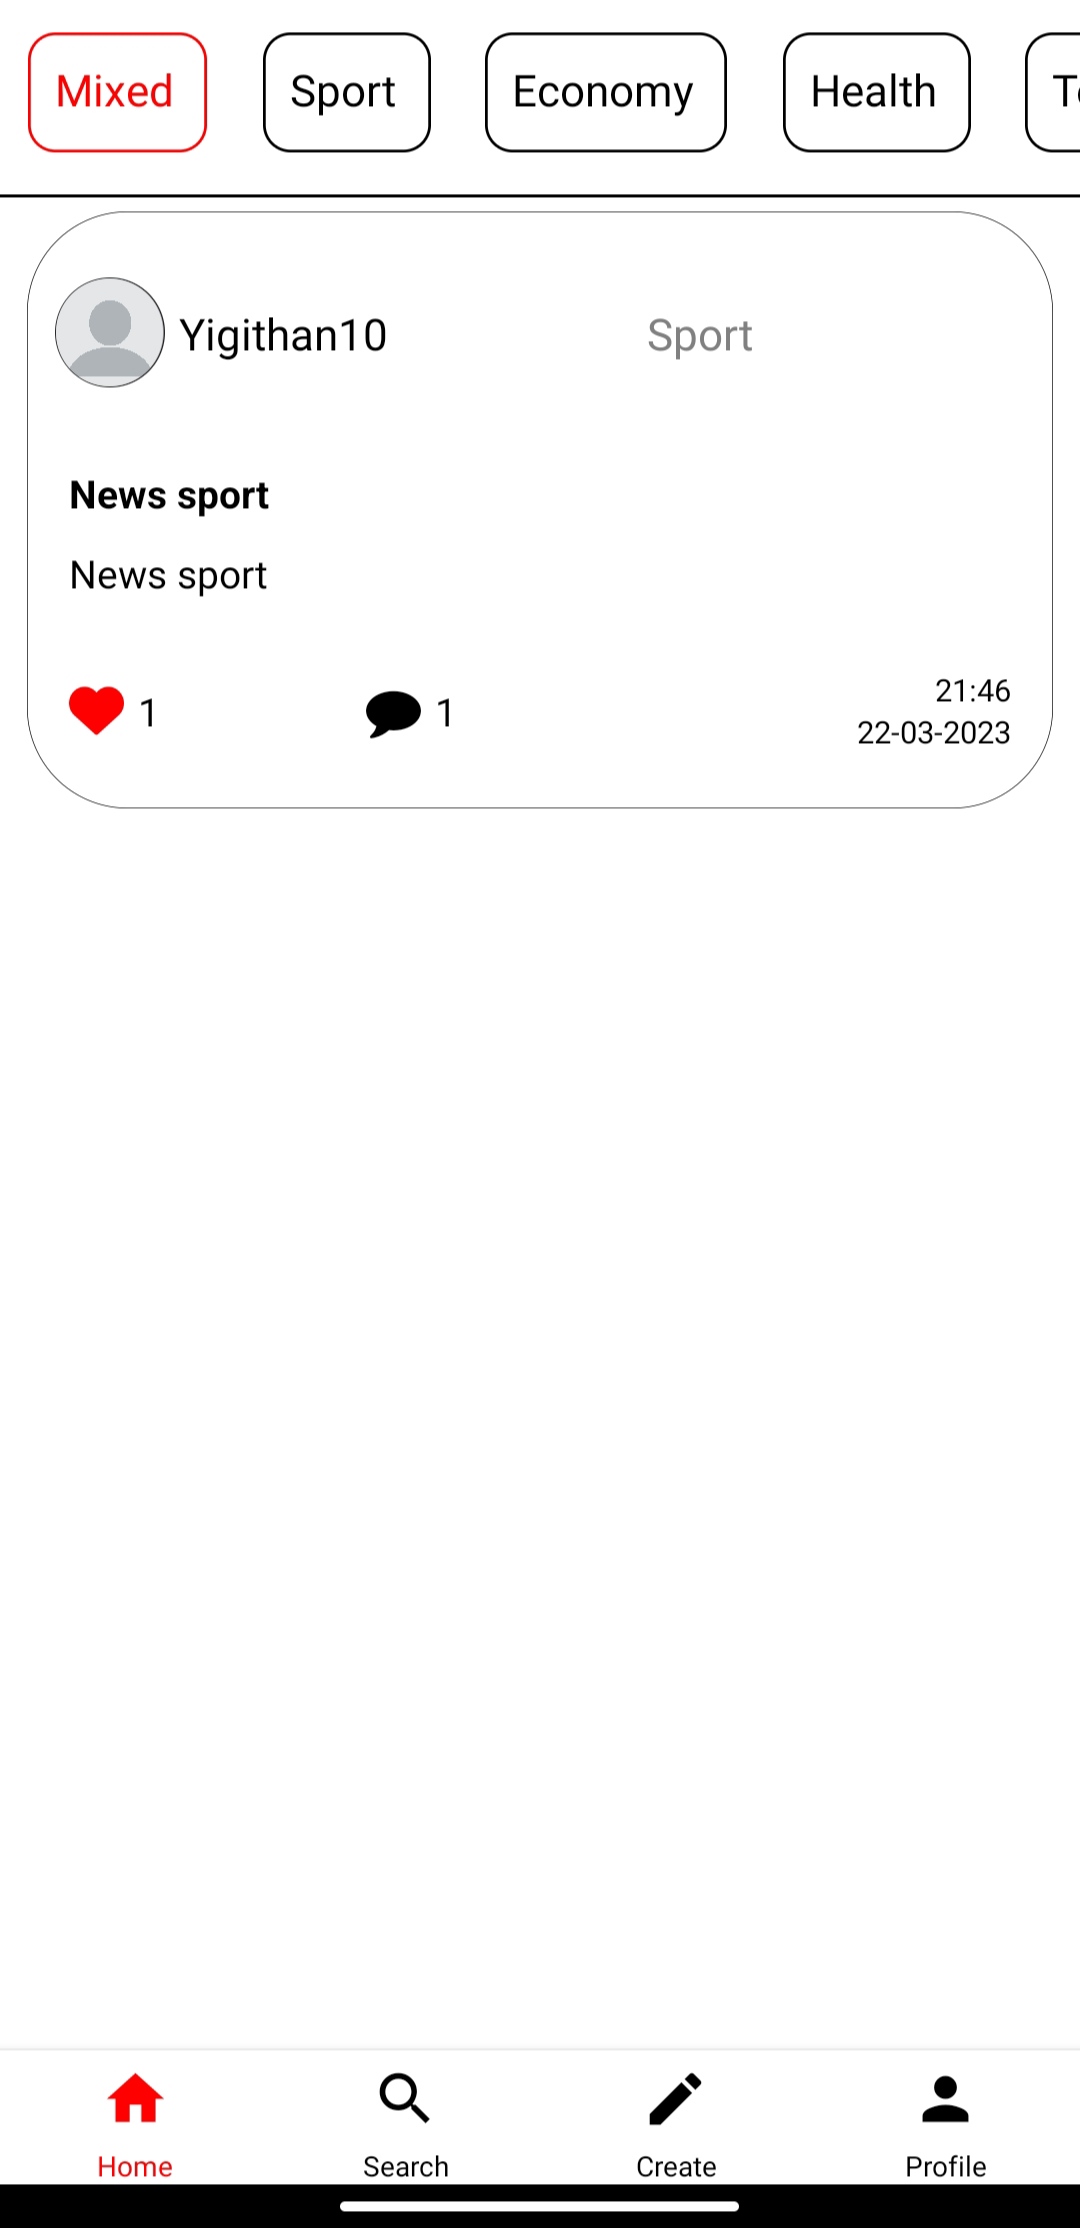 Mixed Sport Economy Health
Yigithan10 Sport
News sport
News sport
1 1
21:46
22-03-2023
Home Search Create Profile